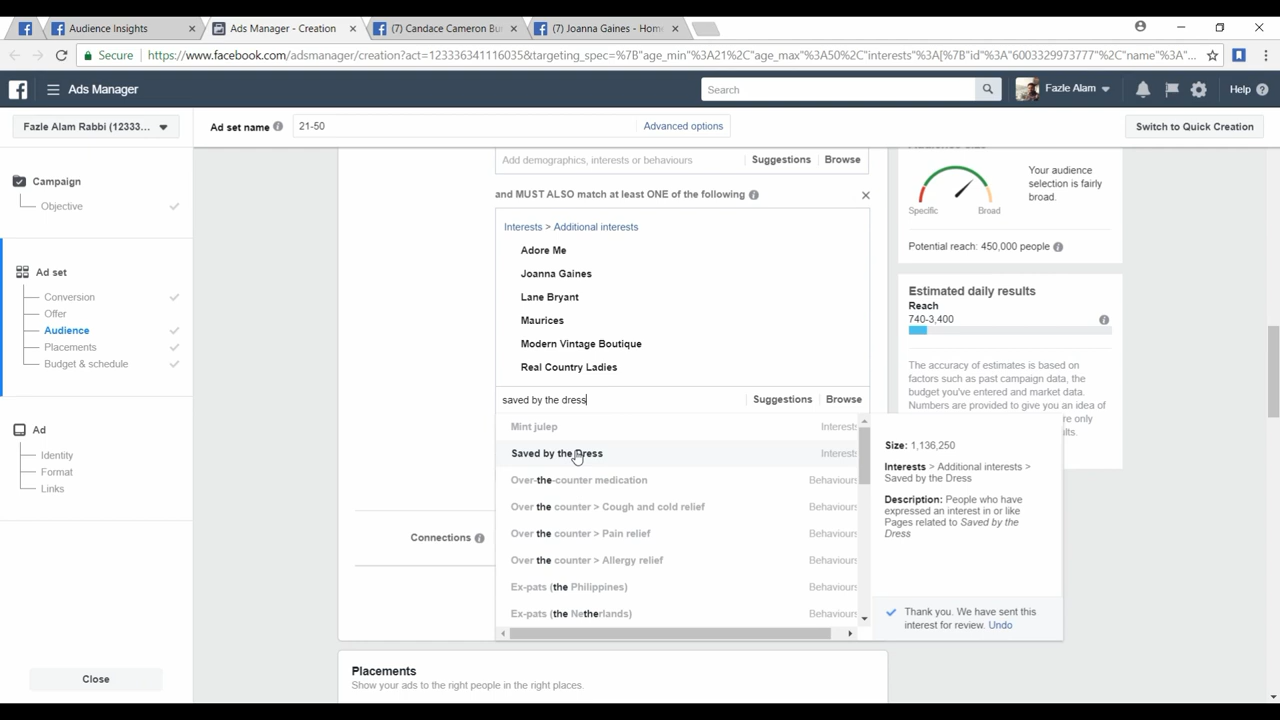 Audience Insights
Ads Manager - Creation
(7) Candace Cameron Bu
(7) Joanna Gaines - Home
Secure
https://www.facebook.com/adsmanager/creation?act=1233363411116035&targeting_spec=%7B"age_min"%3A21%2C"age_max"%3A50%2C"interests"%3A[%7B"id"%3A"6003329973777"%2C"name"%3A"...
Ads Manager
Search
Fazle Alam
Help
Fazle Alam Rabbi (12333...
Ad set name
21-50
Advanced options
Switch to Quick Creation
Campaign
Objective
Ad set
Conversion
Offer
Audience
Placements
Budget & schedule
Ad
Identity
Format
Links
Close
Add demographics, interests or behaviours
Suggestions
Browse
and MUST ALSO match at least ONE of the following
Interests > Additional interests
Adore Me
Joanna Gaines
Lane Bryant
Maurices
Modern Vintage Boutique
Real Country Ladies
saved by the dress
Suggestions
Browse
Mint julep
Interests
Saved by the Dress
Interests
Over-the-counter medication
Behaviours
Over the counter > Cough and cold relief
Behaviours
Over the counter > Pain relief
Behaviours
Over the counter > Allergy relief
Behaviours
Ex-pats (the Philippines)
Behaviours
Ex-pats (the Netherlands)
Behaviours
Connections
Placements
Show your ads to the right people in the right places.
Audience Size
Specific
Broad
Your audience
selection is fairly
broad.
Potential reach: 450,000 people
Estimated daily results
Reach
740-3,400
The accuracy of estimates is based on
factors such as past campaign data, the
budget you've entered and market data.
Numbers are provided to give you an idea of
re only
ults.
Size: 1,136,250
Interests > Additional interests >
Saved by the Dress
Description: People who have
expressed an interest in or like
Pages related to Saved by the
Dress
Thank you. We have sent this
interest for review. Undo